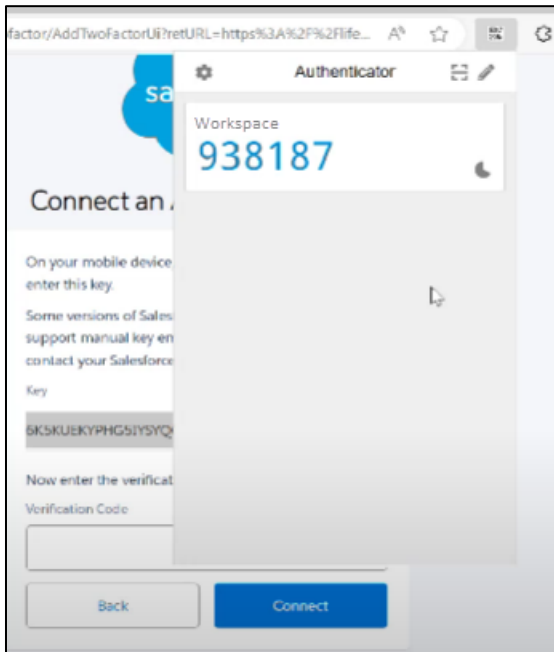 factor/AddTwoFactorUi?retURL=https%3A%2F%2Flife...
sa
Authenticator
Workspace
938187
Connect an
On your mobile device,
enter this key.
Some versions of Sales
support manual key en
contact your Salesforce
Key
6K5KUEKYPHG5IYSYQ
Now enter the verificat
Verification Code
Back
Connect